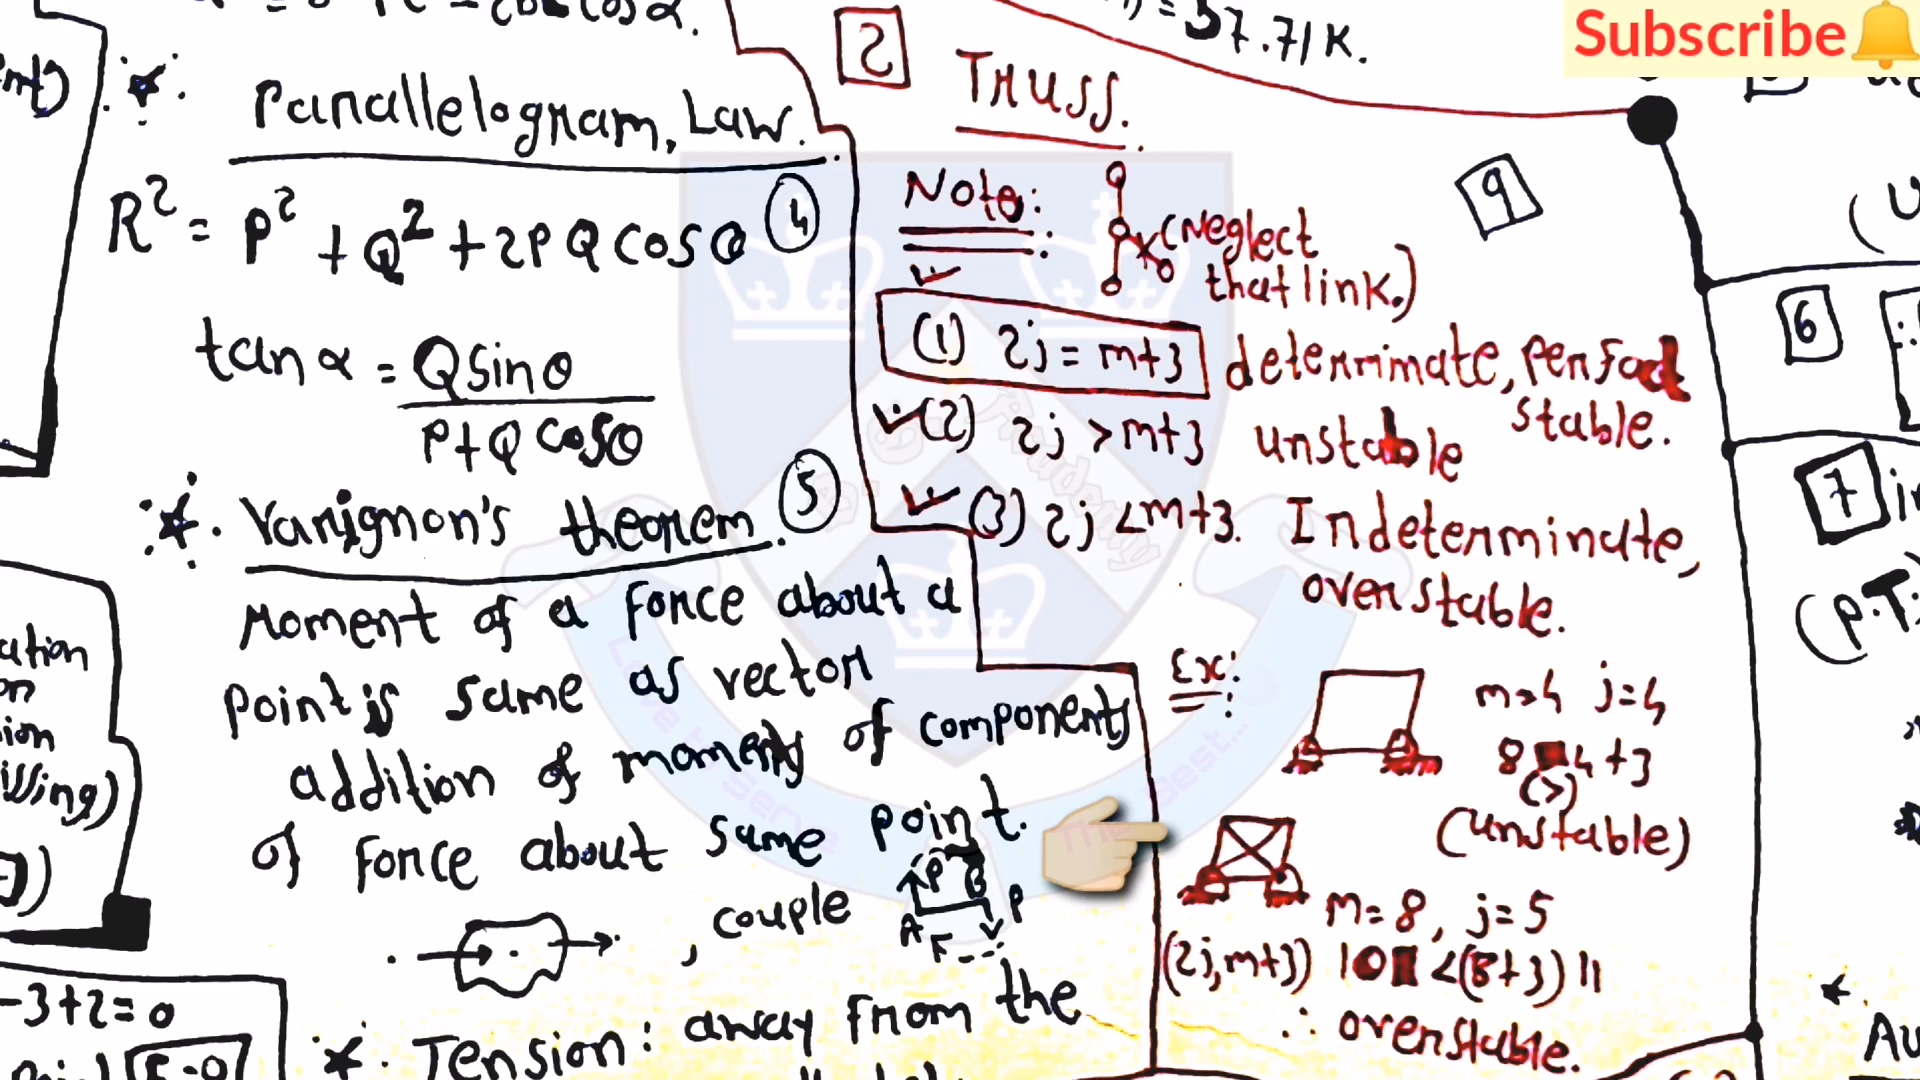 Subscribe
Parallelogram, Law.
R² = P² + Q² + 2PQ cosθ (4)
tan α = Q sinθ
P+Q cosθ
Varignon's theorem. (5)
Moment of a force about a
point is same as vector
addition of moments of components
of force about same point.
, couple
P B
A F P
* Tension: away from the
-3+2=0
= 37.71K.
2
Truss.
Note:
(Neglect
that link.)
(1) 2j = m+3 determinate, perfect
stable.
(2) 2j > m+3 unstable
(3) 2j < m+3. Indeterminate,
overstable.
Ex:
m=4 j=4
8 4+3
(>)
(unstable)
m=8, j=5
(2j, m+3) 10 <(8+3) 11
∴ overstable.
9
6
7
(P.T.